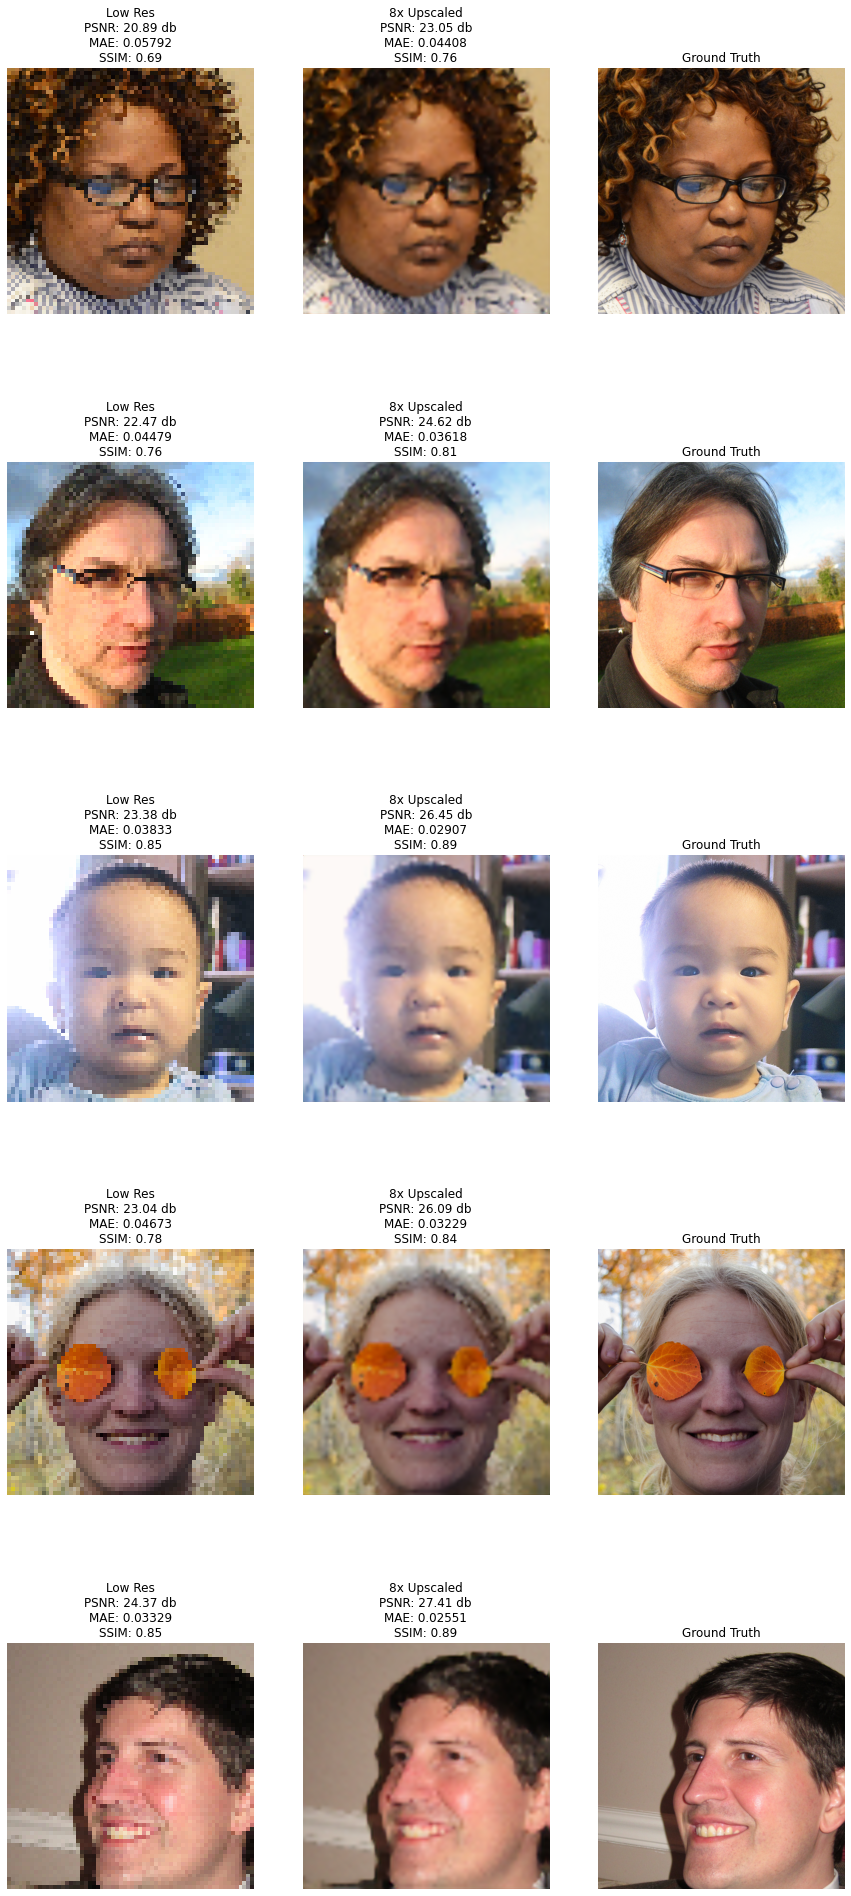 Low Res
PSNR: 20.89 db
MAE: 0.05792
SSIM: 0.69
8x Upscaled
PSNR: 23.05 db
MAE: 0.04408
SSIM: 0.76
Ground Truth
Low Res
PSNR: 22.47 db
MAE: 0.04479
SSIM: 0.76
8x Upscaled
PSNR: 24.62 db
MAE: 0.03618
SSIM: 0.81
Ground Truth
Low Res
PSNR: 23.38 db
MAE: 0.03833
SSIM: 0.85
8x Upscaled
PSNR: 26.45 db
MAE: 0.02907
SSIM: 0.89
Ground Truth
Low Res
PSNR: 23.04 db
MAE: 0.04673
SSIM: 0.78
8x Upscaled
PSNR: 26.09 db
MAE: 0.03229
SSIM: 0.84
Ground Truth
Low Res
PSNR: 24.37 db
MAE: 0.03329
SSIM: 0.85
8x Upscaled
PSNR: 27.41 db
MAE: 0.02551
SSIM: 0.89
Ground Truth